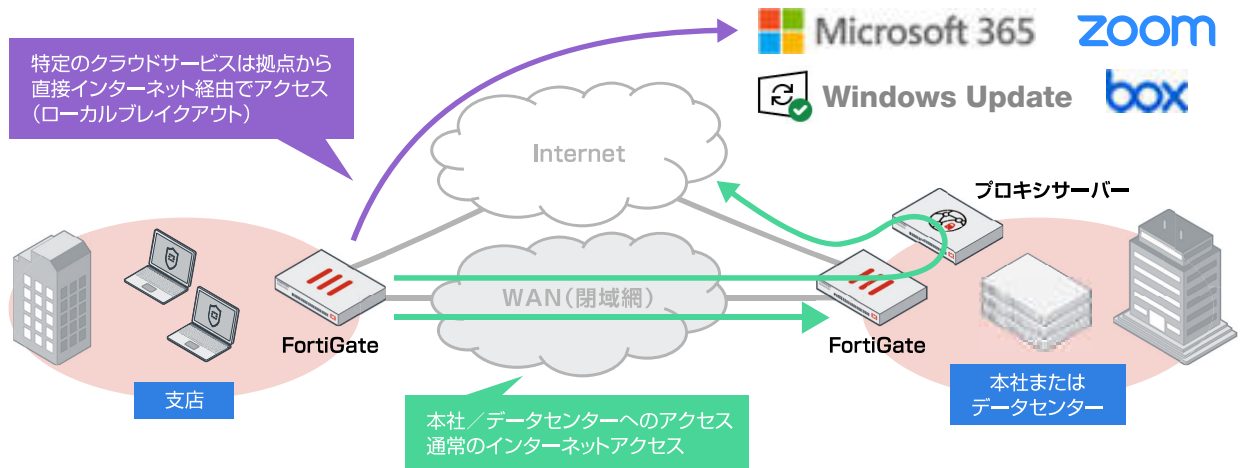 特定のクラウドサービスは拠点から
直接インターネット経由でアクセス
（ローカルブレイクアウト）
Microsoft 365
zoom
Windows Update
box
Internet
プロキシサーバー
WAN（閉域網）
FortiGate
FortiGate
支店
本社または
データセンター
本社／データセンターへのアクセス
通常のインターネットアクセス